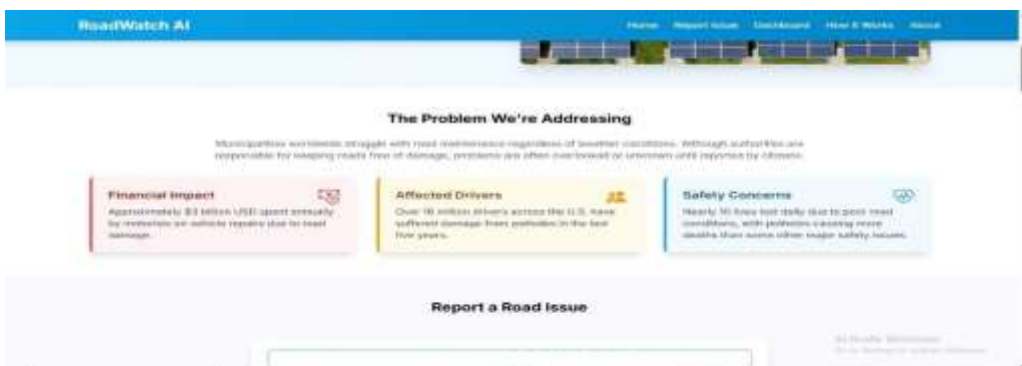 RoadWatch AI
Home Report Issue Dashboard How It Works About
The Problem We're Addressing
Municipalities worldwide struggle with road maintenance regardless of weather conditions. Although authorities are
responsible for keeping roads free of damage, problems are often overlooked or unknown until reported by citizens.
Financial Impact
Approximately $3 billion USD spent annually
by motorists on vehicle repairs due to road
damage.
Affected Drivers
Over 16 million drivers across the U.S. have
suffered damage from potholes in the last
five years.
Safety Concerns
Nearly 10 lives lost daily due to poor road
conditions, with potholes causing more
deaths than some other major safety issues.
Report a Road Issue
Activate Windows